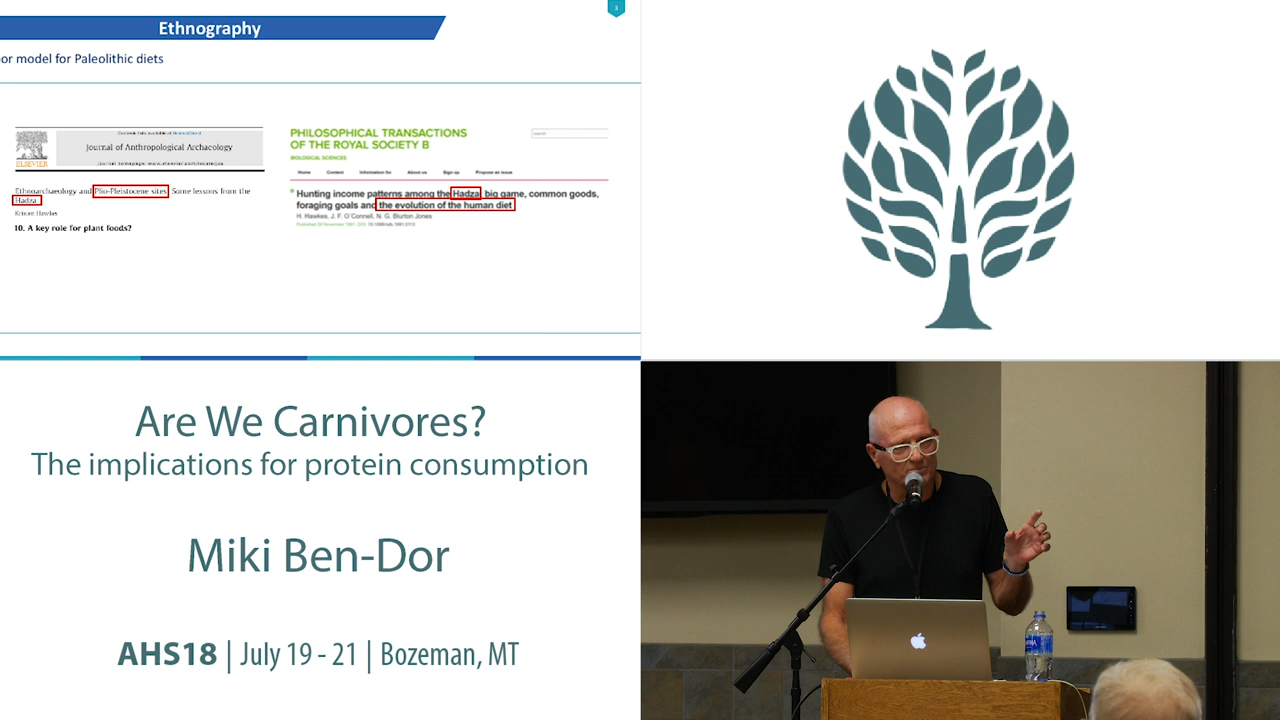 3
Ethnography
or model for Paleolithic diets
ELSEVIER
Journal of Anthropological Archaeology
Ethnoarchaeology and Plio-Pleistocene sites: Some lessons from the
Hadza
Kristen Hawkes
10. A key role for plant foods?
PHILOSOPHICAL TRANSACTIONS
OF THE ROYAL SOCIETY B
BIOLOGICAL SCIENCES
search
Home Content Information for About us Sign up Propose an issue
Hunting income patterns among the Hadza: big game, common goods,
foraging goals and the evolution of the human diet
H. Hawkes, J. F. O'Connell, N. G. Blurton Jones
Are We Carnivores?
The implications for protein consumption
Miki Ben-Dor
AHS18 | July 19 - 21 | Bozeman, MT